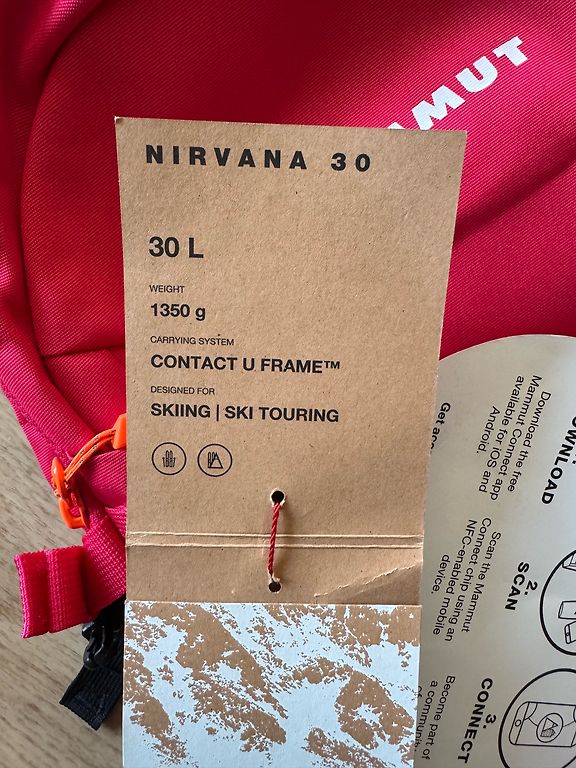 MUT
NIRVANA 30
30 L
WEIGHT
1350 g
CARRYING SYSTEM
CONTACT U FRAME™
DESIGNED FOR
SKIING | SKI TOURING
Get
DOWNLOAD
Download the free
Mammut Connect app
available for iOS and
Android.
2.
SCAN
Scan the Mammut
Connect chip using an
NFC-enabled mobile
device.
3.
CONNECT
Become part of
a